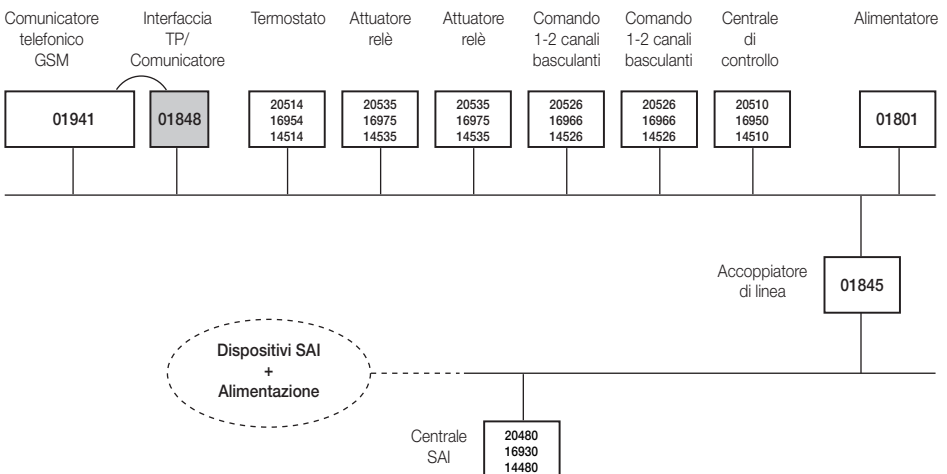 Comunicatore
telefonico
GSM
Interfaccia
TP/
Comunicatore
Termostato
Attuatore
relè
Attuatore
relè
Comando
1-2 canali
basculanti
Comando
1-2 canali
basculanti
Centrale
di
controllo
Alimentatore
01941
01848
20514
16954
14514
20535
16975
14535
20535
16975
14535
20526
16966
14526
20526
16966
14526
20510
16950
14510
01801
Accoppiatore
di linea
01845
Dispositivi SAI
+
Alimentazione
Centrale
SAI
20480
16930
14480